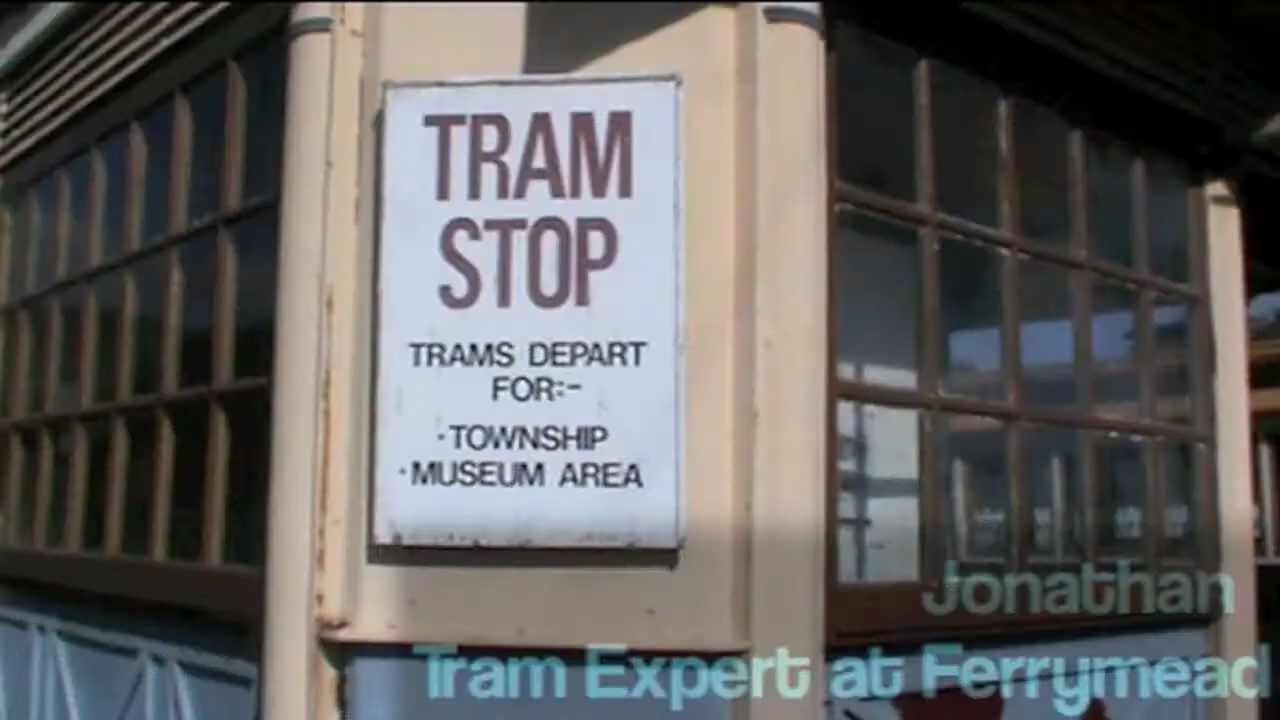 TRAM
STOP
TRAMS DEPART
FOR:-
·TOWNSHIP
·MUSEUM AREA
Jonathan
Tram Expert at Ferrymead